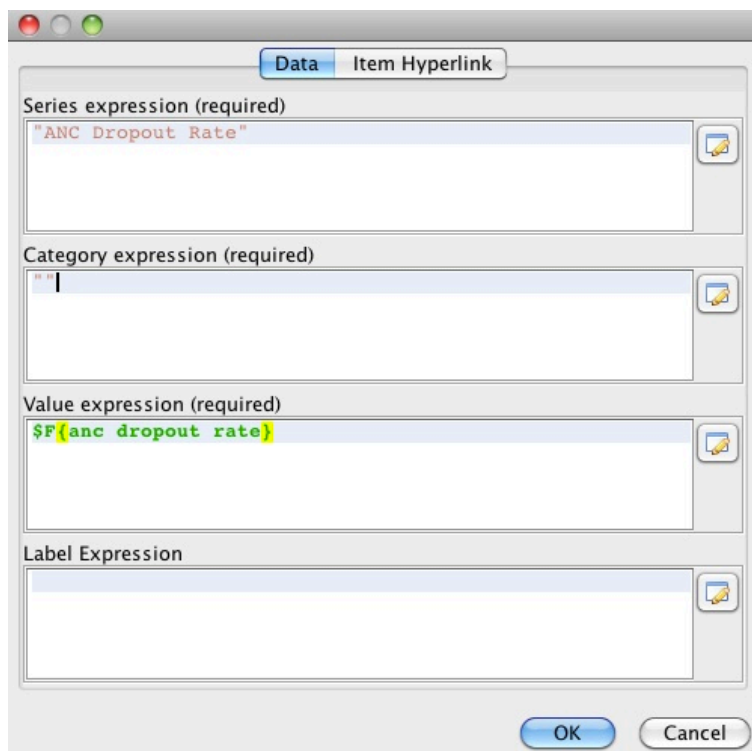 Data Item Hyperlink
Series expression (required)
"ANC Dropout Rate"
Category expression (required)
""
Value expression (required)
$F{anc dropout rate}
Label Expression
OK Cancel